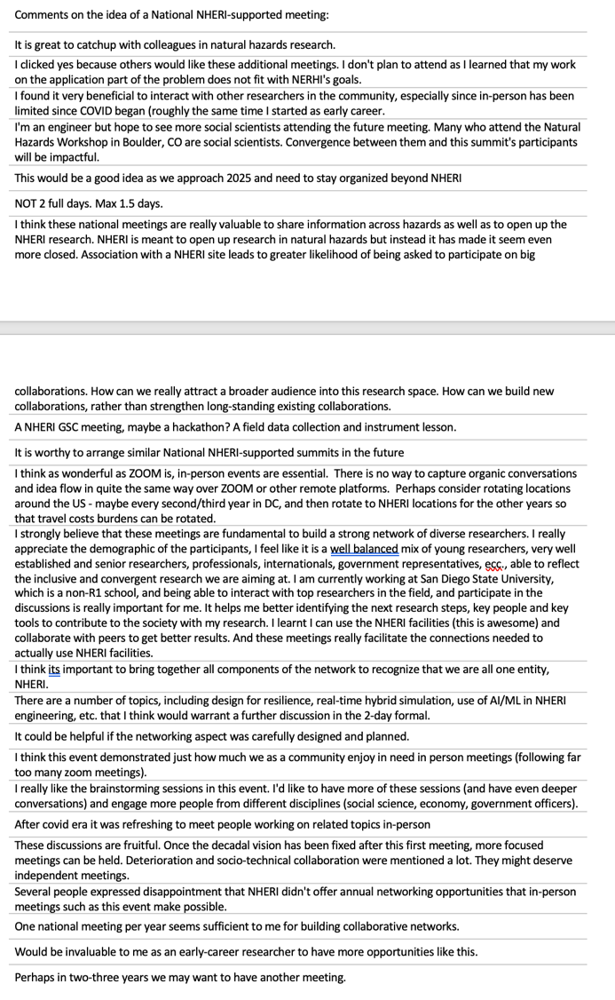 Comments on the idea of a National NHERI-supported meeting:
It is great to catchup with colleagues in natural hazards research.
I clicked yes because others would like these additional meetings. I don't plan to attend as I learned that my work
on the application part of the problem does not fit with NERHI's goals.
I found it very beneficial to interact with other researchers in the community, especially since in-person has been
limited since COVID began (roughly the same time I started as early career.
I'm an engineer but hope to see more social scientists attending the future meeting. Many who attend the Natural
Hazards Workshop in Boulder, CO are social scientists. Convergence between them and this summit's participants
will be impactful.
This would be a good idea as we approach 2025 and need to stay organized beyond NHERI
NOT 2 full days. Max 1.5 days.
I think these national meetings are really valuable to share information across hazards as well as to open up the
NHERI research. NHERI is meant to open up research in natural hazards but instead it has made it seem even
more closed. Association with a NHERI site leads to greater likelihood of being asked to participate on big
collaborations. How can we really attract a broader audience into this research space. How can we build new
collaborations, rather than strengthen long-standing existing collaborations.
A NHERI GSC meeting, maybe a hackathon? A field data collection and instrument lesson.
It is worthy to arrange similar National NHERI-supported summits in the future
I think as wonderful as ZOOM is, in-person events are essential.  There is no way to capture organic conversations
and idea flow in quite the same way over ZOOM or other remote platforms.  Perhaps consider rotating locations
around the US - maybe every second/third year in DC, and then rotate to NHERI locations for the other years so
that travel costs burdens can be rotated.
I strongly believe that these meetings are fundamental to build a strong network of diverse researchers. I really
appreciate the demographic of the participants, I feel like it is a well balanced mix of young researchers, very well
established and senior researchers, professionals, internationals, government representatives, ecc., able to reflect
the inclusive and convergent research we are aiming at. I am currently working at San Diego State University,
which is a non-R1 school, and being able to interact with top researchers in the field, and participate in the
discussions is really important for me. It helps me better identifying the next research steps, key people and key
tools to contribute to the society with my research. I learnt I can use the NHERI facilities (this is awesome) and
collaborate with peers to get better results. And these meetings really facilitate the connections needed to
actually use NHERI facilities.
I think its important to bring together all components of the network to recognize that we are all one entity,
NHERI.
There are a number of topics, including design for resilience, real-time hybrid simulation, use of AI/ML in NHERI
engineering, etc. that I think would warrant a further discussion in the 2-day formal.
It could be helpful if the networking aspect was carefully designed and planned.
I think this event demonstrated just how much we as a community enjoy in need in person meetings (following far
too many zoom meetings).
I really like the brainstorming sessions in this event. I'd like to have more of these sessions (and have even deeper
conversations) and engage more people from different disciplines (social science, economy, government officers).
After covid era it was refreshing to meet people working on related topics in-person
These discussions are fruitful. Once the decadal vision has been fixed after this first meeting, more focused
meetings can be held. Deterioration and socio-technical collaboration were mentioned a lot. They might deserve
independent meetings.
Several people expressed disappointment that NHERI didn't offer annual networking opportunities that in-person
meetings such as this event make possible.
One national meeting per year seems sufficient to me for building collaborative networks.
Would be invaluable to me as an early-career researcher to have more opportunities like this.
Perhaps in two-three years we may want to have another meeting.